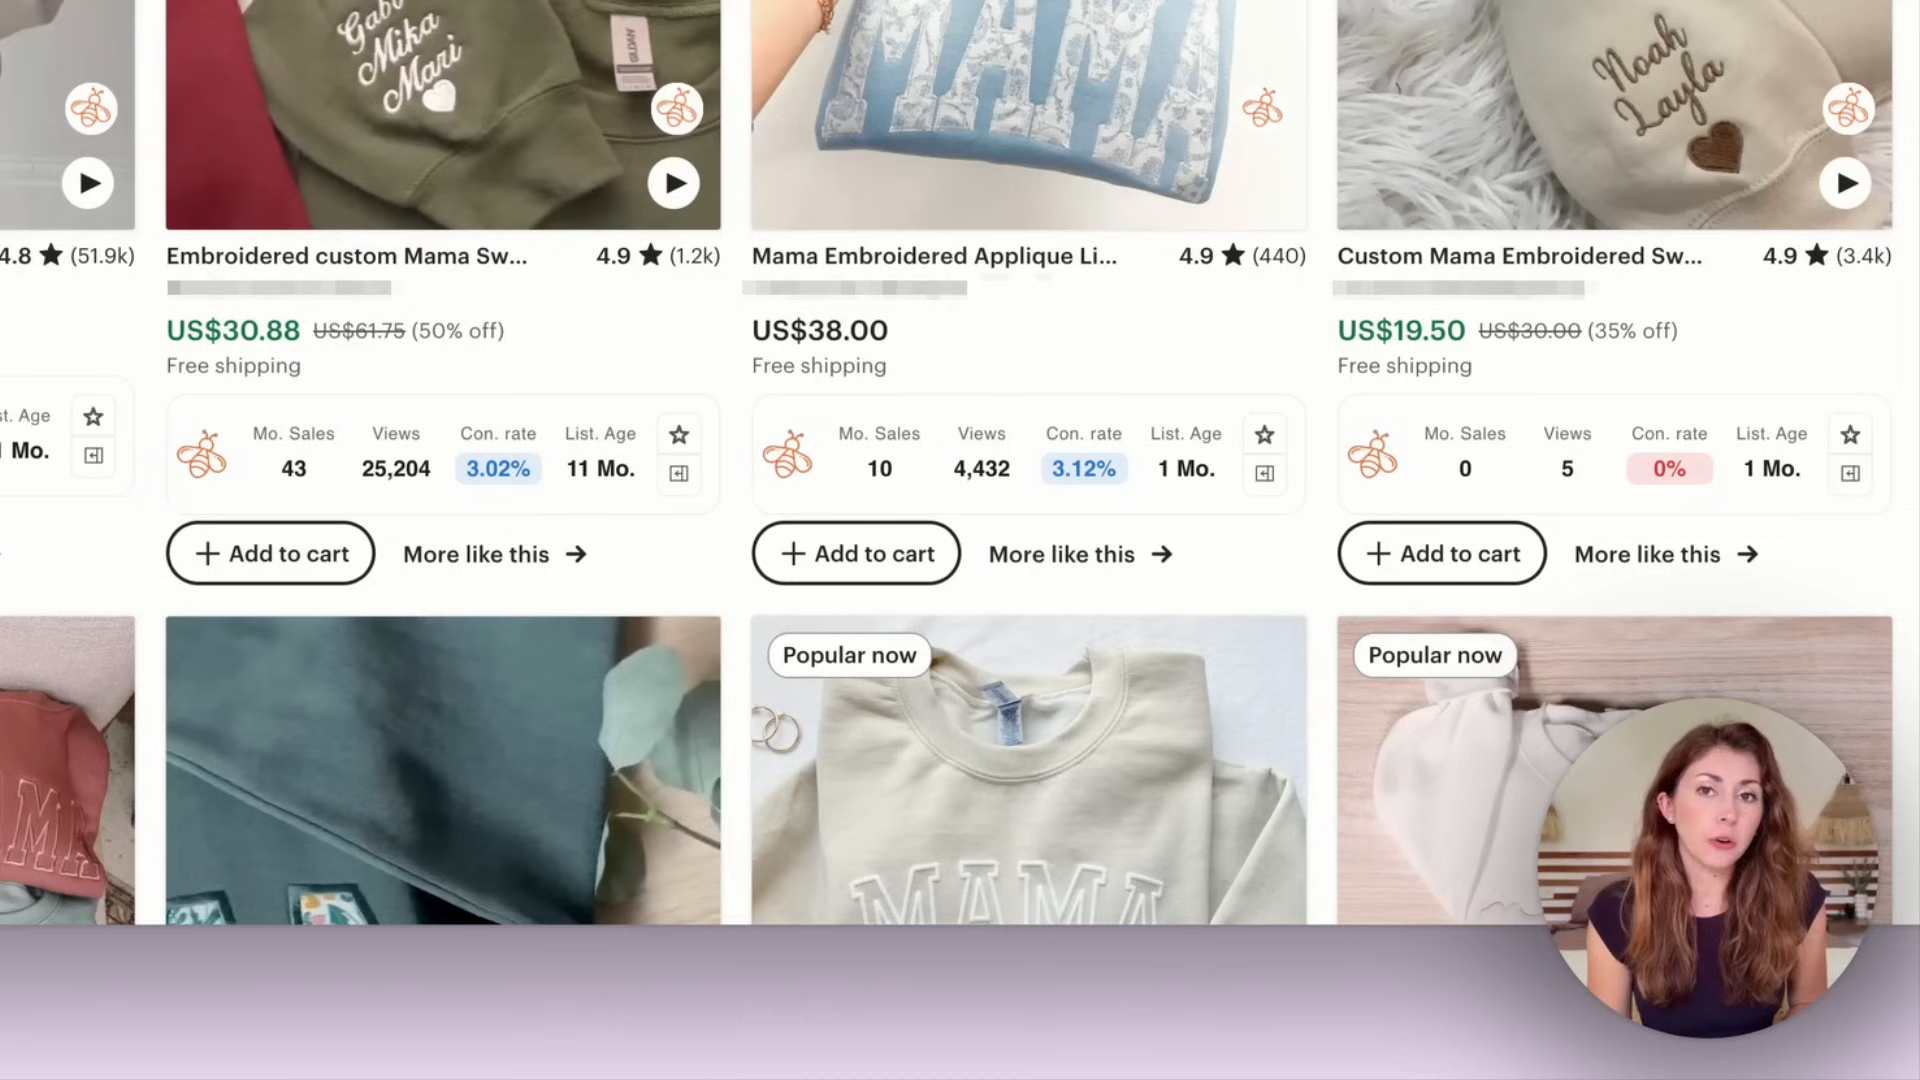 Gabi
Mika
Mari
GILDAN
MAMA
Noah
Layla
4.8 ★ (51.9k)
Embroidered custom Mama Sw... 4.9 ★ (1.2k)
Mama Embroidered Applique Li... 4.9 ★ (440)
Custom Mama Embroidered Sw... 4.9 ★ (3.4k)
US$30.88 US$61.75 (50% off)
US$38.00
US$19.50 US$30.00 (35% off)
Free shipping
Free shipping
Free shipping
st. Age
Mo.
Mo. Sales Views Con. rate List. Age
43 25,204 3.02% 11 Mo.
Mo. Sales Views Con. rate List. Age
10 4,432 3.12% 1 Mo.
Mo. Sales Views Con. rate List. Age
0 5 0% 1 Mo.
Add to cart More like this →
Add to cart More like this →
Add to cart More like this →
Popular now
Popular now
MA
MAMA